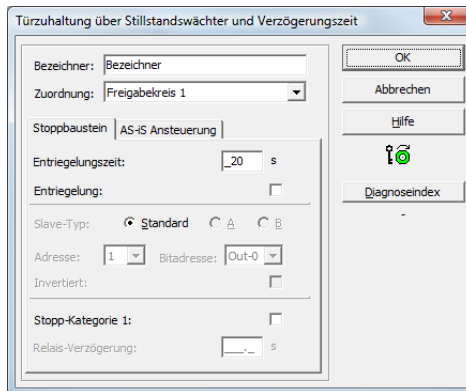 Türzuhaltung über Stillstandswächter und Verzögerungszeit
Bezeichner: Bezeichner
Zuordnung: Freigabekreis 1
OK
Abbrechen
Hilfe
Diagnoseindex
-
Stoppbaustein AS-iS Ansteuerung
Entriegelungszeit: _20 s
Entriegelung:
Slave-Typ: Standard A B
Adresse: 1 Bitadresse: Out-0
Invertiert:
Stopp-Kategorie 1:
Relais-Verzögerung: ___._ s